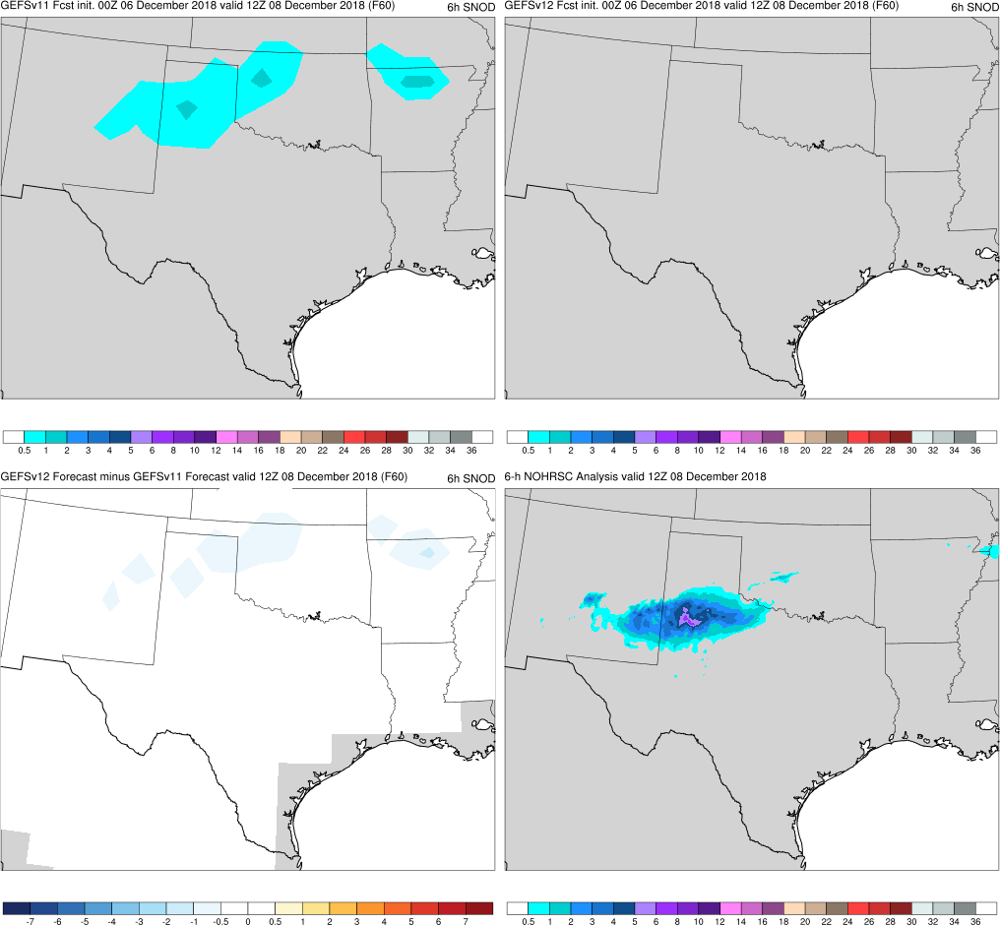 GEFSv11 Fcst init. 00Z 06 December 2018 valid 12Z 08 December 2018 (F60) 6h SNOD
GEFSv12 Fcst init. 00Z 06 December 2018 valid 12Z 08 December 2018 (F60) 6h SNOD
0.5 1 2 3 4 5 6 8 10 12 14 16 18 20 22 24 26 28 30 32 34 36
0.5 1 2 3 4 5 6 8 10 12 14 16 18 20 22 24 26 28 30 32 34 36
GEFSv12 Forecast minus GEFSv11 Forecast valid 12Z 08 December 2018 (F60) 6h SNOD
6-h NOHRSC Analysis valid 12Z 08 December 2018
-7 -6 -5 -4 -3 -2 -1 -0.5 0 0.5 1 2 3 4 5 6 7
0.5 1 2 3 4 5 6 8 10 12 14 16 18 20 22 24 26 28 30 32 34 36